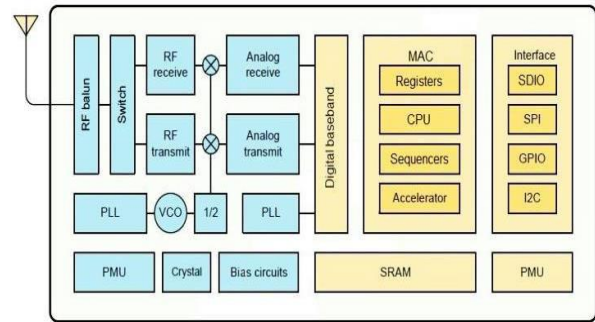 RF balun
Switch
RF
receive
Analog
receive
RF
transmit
Analog
transmit
Digital baseband
MAC
Registers
CPU
Sequencers
Accelerator
Interface
SDIO
SPI
GPIO
I2C
PLL
VCO
1/2
PLL
PMU
Crystal
Bias circuits
SRAM
PMU